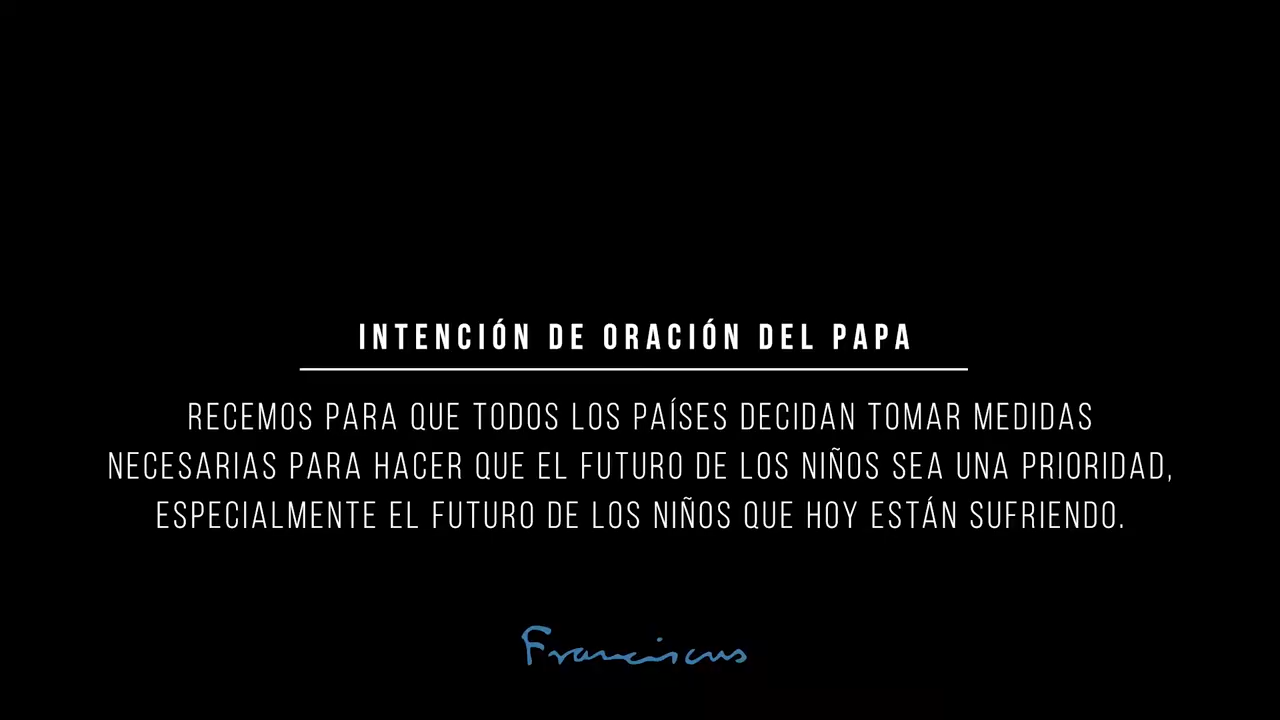 INTENCIÓN DE ORACIÓN DEL PAPA
RECEMOS PARA QUE TODOS LOS PAÍSES DECIDAN TOMAR MEDIDAS
NECESARIAS PARA HACER QUE EL FUTURO DE LOS NIÑOS SEA UNA PRIORIDAD,
ESPECIALMENTE EL FUTURO DE LOS NIÑOS QUE HOY ESTÁN SUFRIENDO.
Franciscus